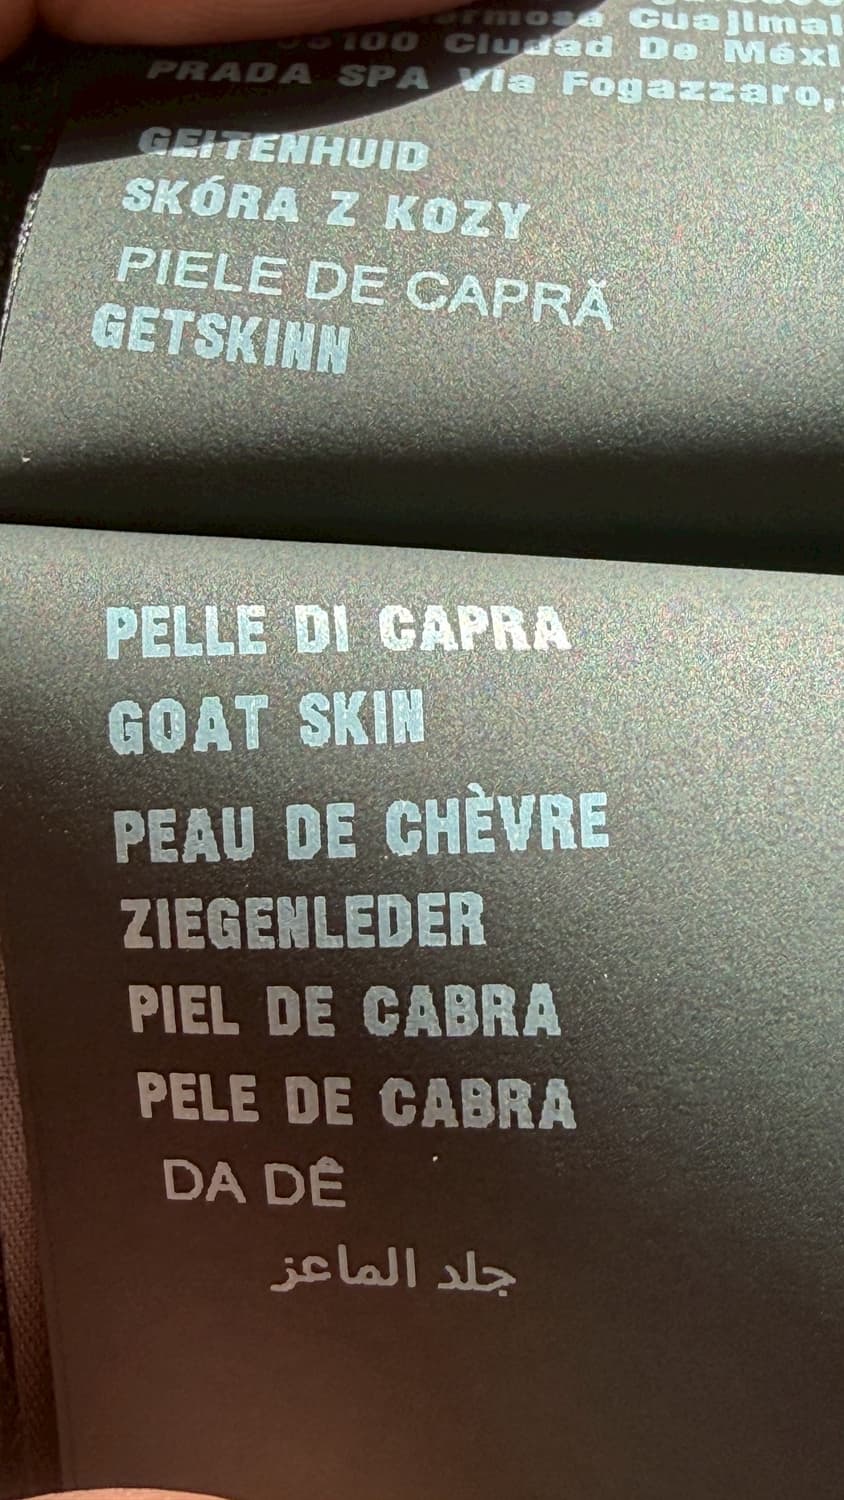 Cuajimal
Ciudad De Méxi
PRADA SPA Via Fogazzaro,
GEITENHUID
SKÓRA Z KOZY
PIELE DE CAPRĂ
GETSKINN
PELLE DI CAPRA
GOAT SKIN
PEAU DE CHÈVRE
ZIEGENLEDER
PIEL DE CABRA
PELE DE CABRA
DA DÊ
جلد الماعز